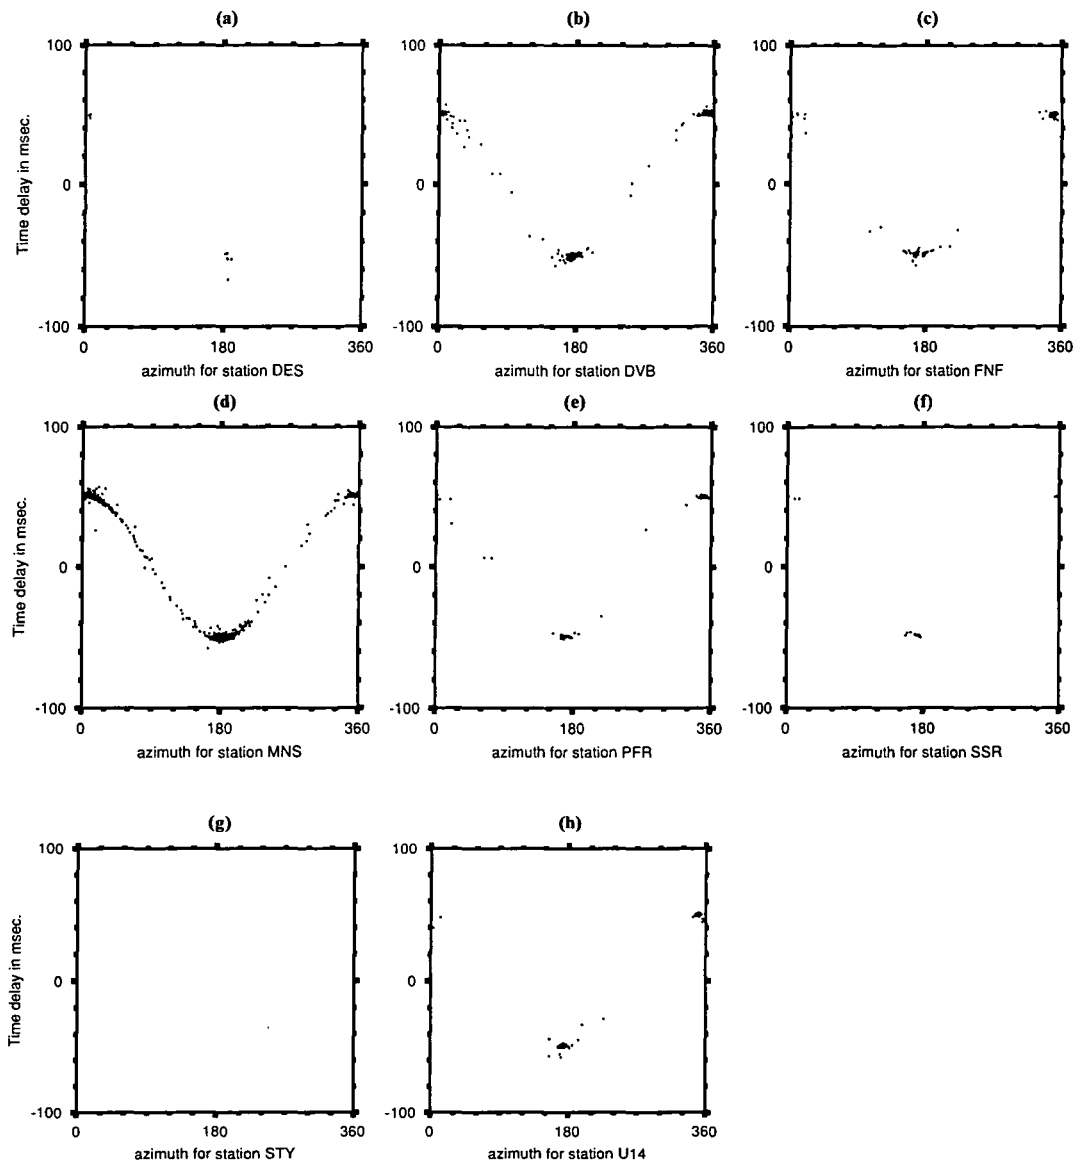 (a) (b) (c)
100 100 100
Time delay in msec.
0 0 0
-100 -100 -100
0 180 360 0 180 360 0 180 360
azimuth for station DES azimuth for station DVB azimuth for station FNF
(d) (e) (f)
100 100 100
Time delay in msec.
0 0 0
-100 -100 -100
0 180 360 0 180 360 0 180 360
azimuth for station MNS azimuth for station PFR azimuth for station SSR
(g) (h)
100 100
Time delay in msec.
0 0
-100 -100
0 180 360 0 180 360
azimuth for station STY azimuth for station U14